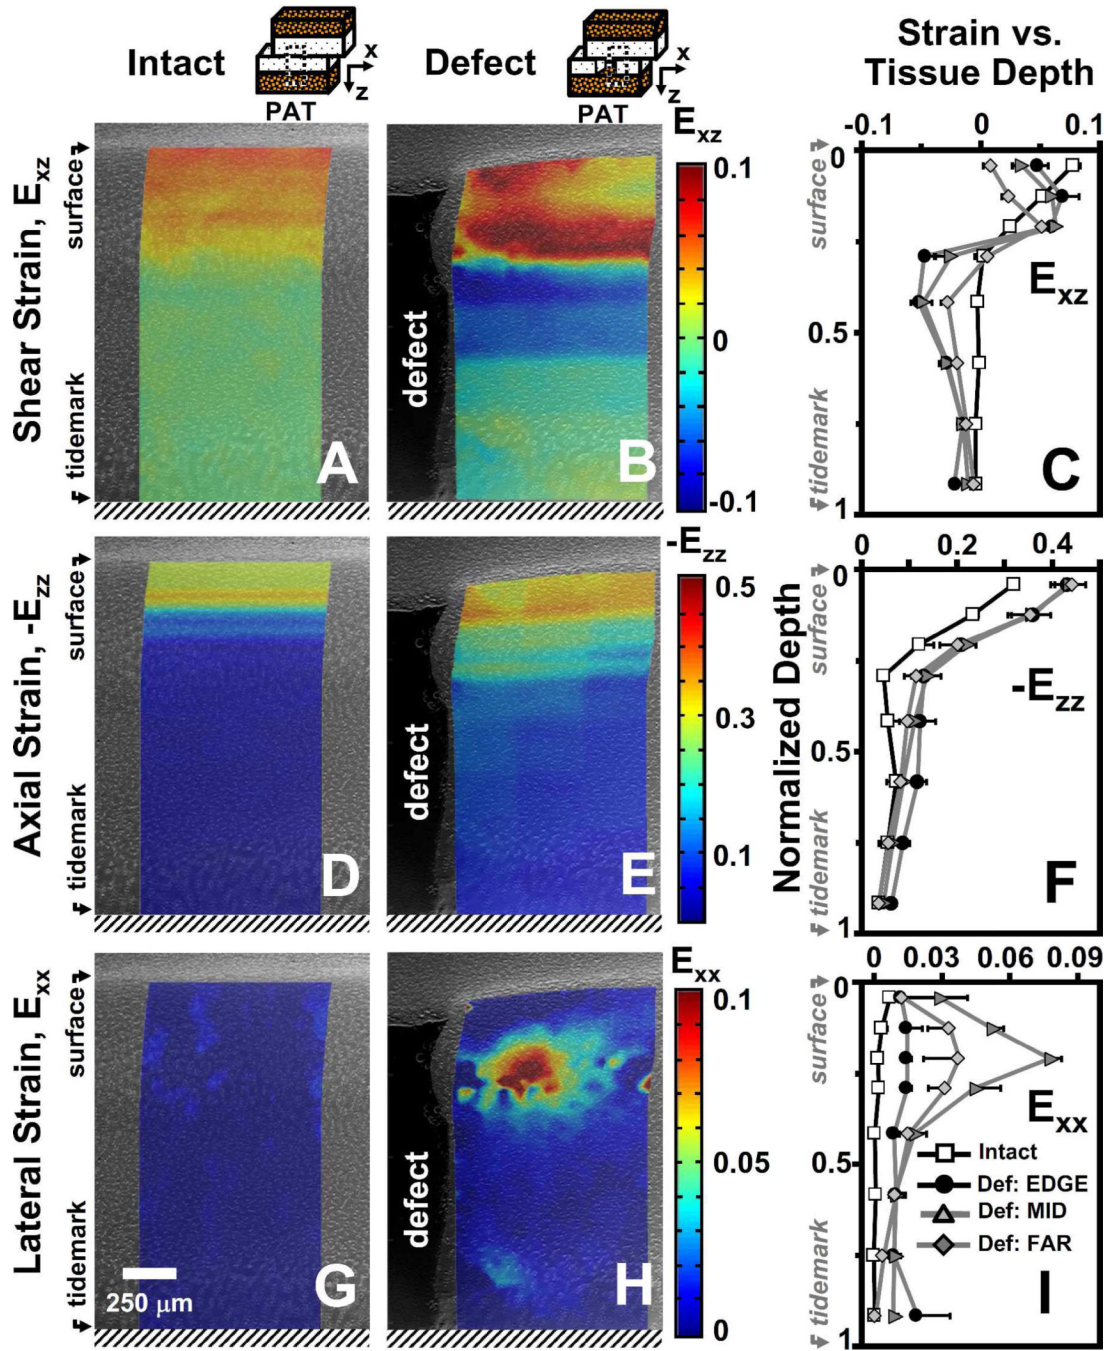 Intact
Defect
x
z
PAT
x
z
PAT
Strain vs.
Tissue Depth
Shear Strain, Exz
surface
tidemark
A
defect
B
Exz
0.1
0
-0.1
-0.1 0 0.1
0
0.5
1
surface
tidemark
Exz
C
Axial Strain, -Ezz
surface
tidemark
D
defect
E
-Ezz
0.5
0.3
0.1
Normalized Depth
0 0.2 0.4
0
0.5
1
surface
tidemark
-Ezz
F
Lateral Strain, Exx
surface
tidemark
250 μm
G
defect
H
Exx
0.1
0.05
0
0 0.03 0.06 0.09
0
0.5
1
surface
tidemark
Exx
Intact
Def: EDGE
Def: MID
Def: FAR
I